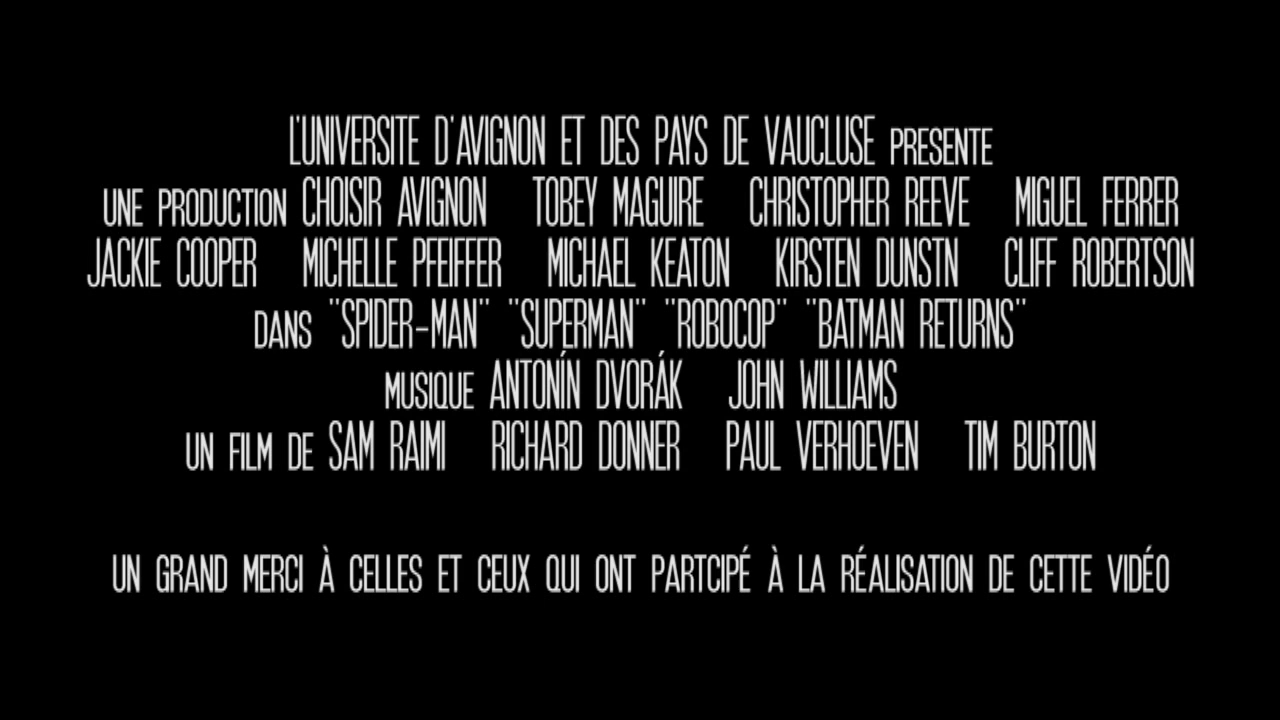 L'UNIVERSITE D'AVIGNON ET DES PAYS DE VAUCLUSE PRESENTE
UNE PRODUCTION CHOISIR AVIGNON TOBEY MAGUIRE CHRISTOPHER REEVE MIGUEL FERRER
JACKIE COOPER MICHELLE PFEIFFER MICHAEL KEATON KIRSTEN DUNSTN CLIFF ROBERTSON
DANS "SPIDER-MAN" "SUPERMAN" "ROBOCOP" "BATMAN RETURNS"
MUSIQUE ANTONÍN DVORÁK JOHN WILLIAMS
UN FILM DE SAM RAIMI RICHARD DONNER PAUL VERHOEVEN TIM BURTON
UN GRAND MERCI À CELLES ET CEUX QUI ONT PARTCIPÉ À LA RÉALISATION DE CETTE VIDÉO